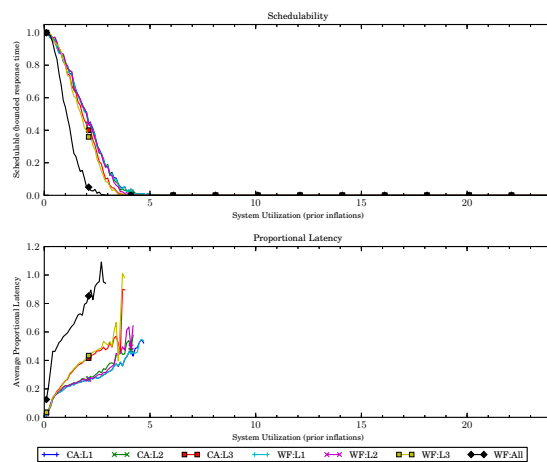 Schedulability
Schedulable (bounded response time)
1.0
0.8
0.6
0.4
0.2
0.0
0 5 10 15 20
System Utilization (prior inflations)
Proportional Latency
Average Proportional Latency
1.2
1.0
0.8
0.6
0.4
0.2
0.0
0 5 10 15 20
System Utilization (prior inflations)
CA:L1 CA:L2 CA:L3 WF:L1 WF:L2 WF:L3 WF:All